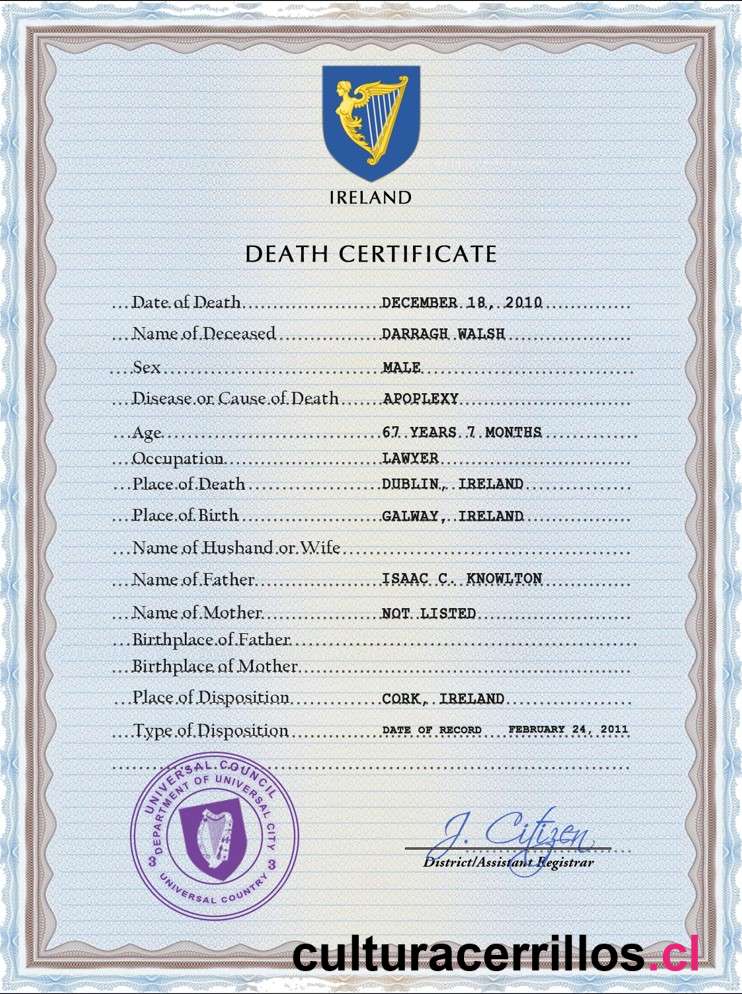 IRELAND
DEATH CERTIFICATE
Date of Death DECEMBER 18, 2010
Name of Deceased DARRAGH WALSH
Sex MALE
Disease or Cause of Death APOPLEXY
Age 67 YEARS 7 MONTHS
Occupation LAWYER
Place of Death DUBLIN, IRELAND
Place of Birth GALWAY, IRELAND
Name of Husband or Wife
Name of Father ISAAC C. KNOWLTON
Name of Mother NOT LISTED
Birthplace of Father
Birthplace of Mother
Place of Disposition CORK, IRELAND
Type of Disposition DATE OF RECORD FEBRUARY 24, 2011
UNIVERSAL COUNCIL
DEPARTMENT OF UNIVERSAL CITY
3 3
UNIVERSAL COUNTRY
J. Citizen
District/Assistant Registrar
culturacerrillos.cl